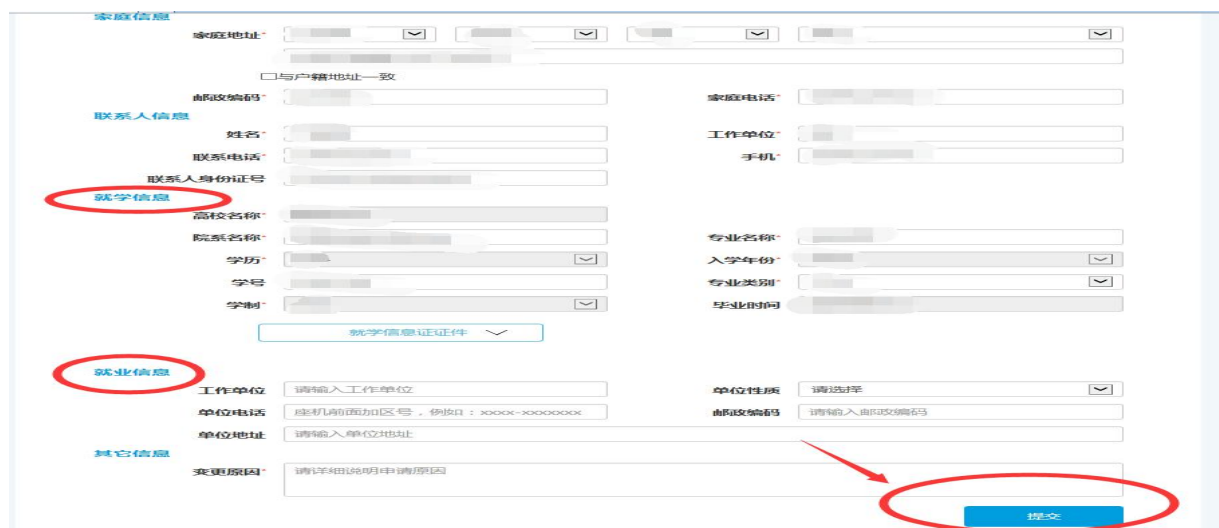 家庭信息
家庭地址*
与户籍地址一致
邮政编码* 家庭电话*
联系人信息
姓名* 工作单位*
联系电话* 手机*
联系人身份证号
就学信息
高校名称*
院系名称* 专业名称*
学历* 入学年份*
学号 专业类别*
学制* 毕业时间
就学信息证证件
就业信息
工作单位 请输入工作单位 单位性质 请选择
单位电话 座机前面加区号，例如：xxxx-xxxxxxx 邮政编码 请输入邮政编码
单位地址 请输入单位地址
其它信息
变更原因* 请详细说明申请原因
提交